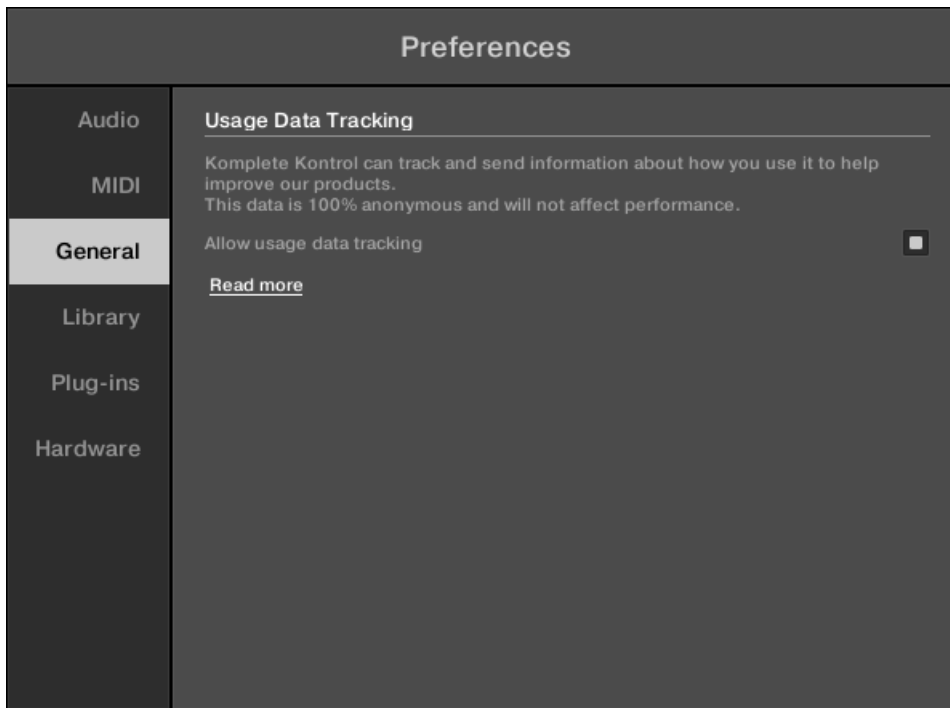 Preferences
Audio
MIDI
General
Library
Plug-ins
Hardware
Usage Data Tracking
Komplete Kontrol can track and send information about how you use it to help
improve our products.
This data is 100% anonymous and will not affect performance.
Allow usage data tracking
Read more